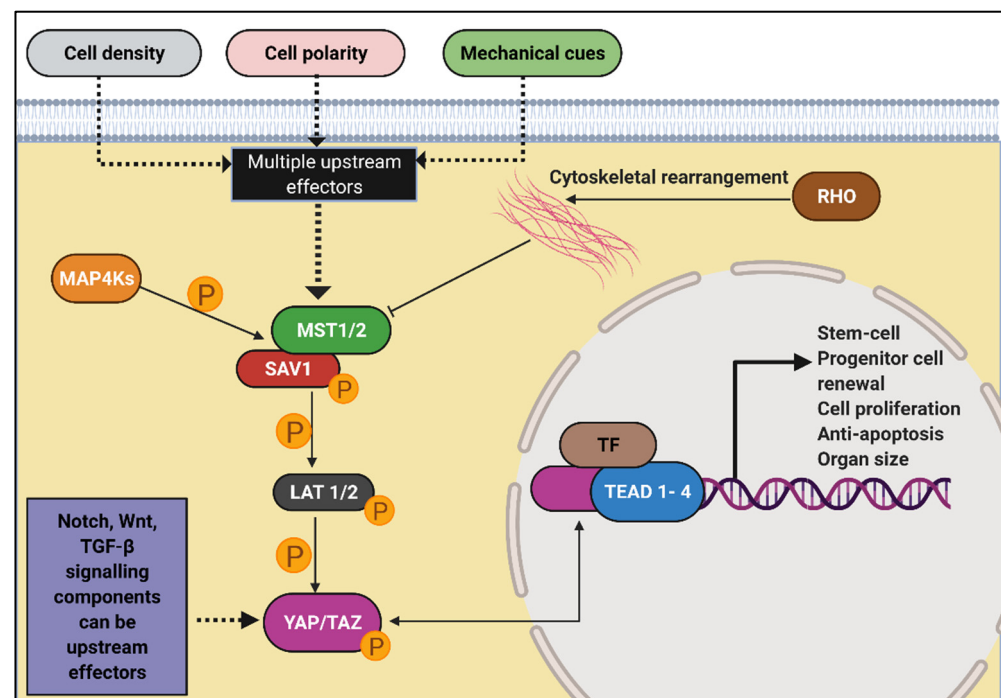 Cell density
Cell polarity
Mechanical cues
Multiple upstream
effectors
Cytoskeletal rearrangement
RHO
MAP4Ks
P
MST1/2
SAV1
P
P
LAT 1/2
P
P
YAP/TAZ
P
Notch, Wnt,
TGF-β
signalling
components
can be
upstream
effectors
TF
TEAD 1- 4
Stem-cell
Progenitor cell
renewal
Cell proliferation
Anti-apoptosis
Organ size